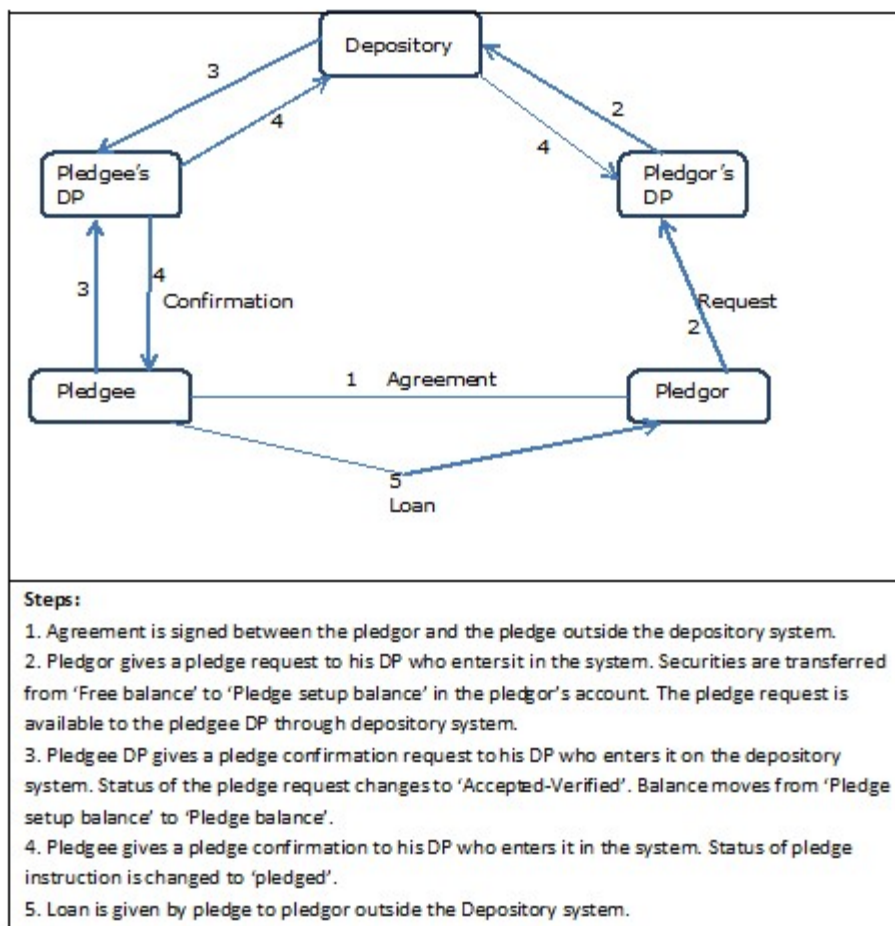 Depository
3
2
4
4
Pledgee's
DP
Pledgor's
DP
3
4
Confirmation
Request
2
Pledgee
1 Agreement
Pledgor
5
Loan
Steps:
1. Agreement is signed between the pledgor and the pledge outside the depository system.
2. Pledgor gives a pledge request to his DP who entersit in the system. Securities are transferred
from 'Free balance' to 'Pledge setup balance' in the pledgor's account. The pledge request is
available to the pledgee DP through depository system.
3. Pledgee DP gives a pledge confirmation request to his DP who enters it on the depository
system. Status of the pledge request changes to 'Accepted-Verified'. Balance moves from 'Pledge
setup balance' to 'Pledge balance'.
4. Pledgee gives a pledge confirmation to his DP who enters it in the system. Status of pledge
instruction is changed to 'pledged'.
5. Loan is given by pledge to pledgor outside the Depository system.